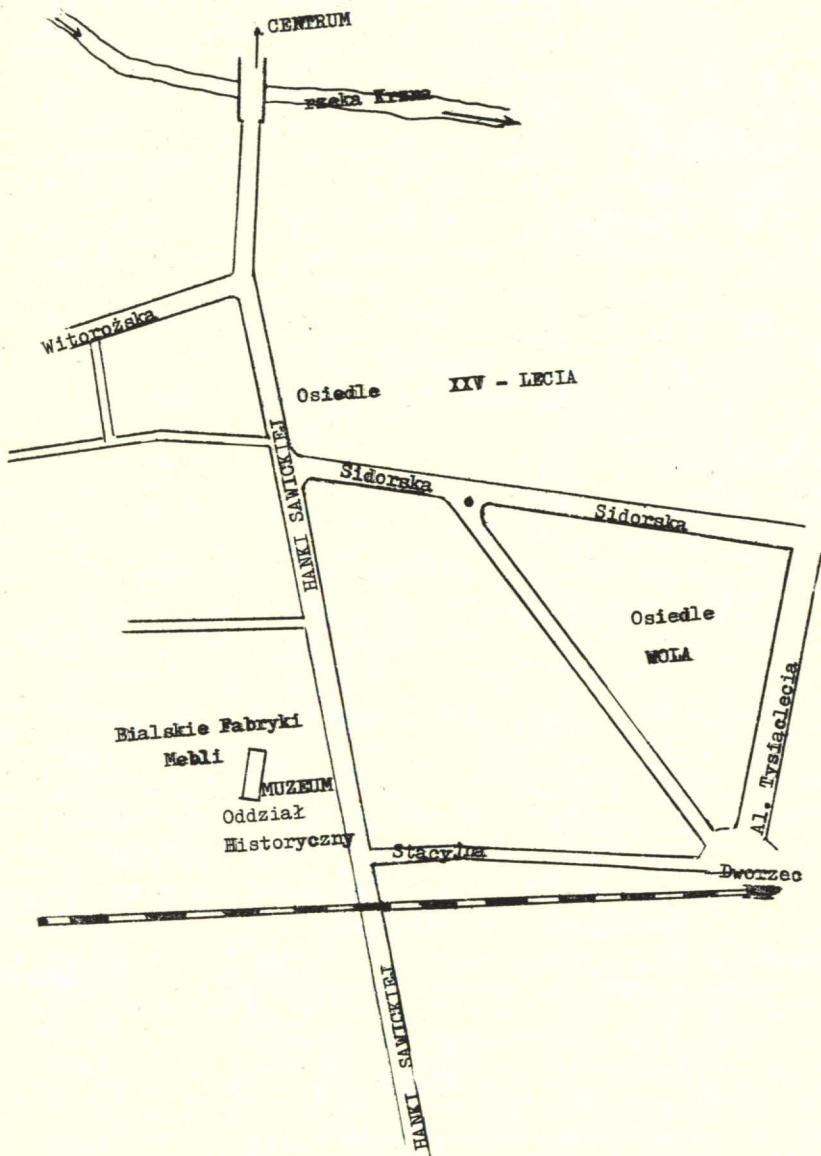 CENTRUM
rzeka Krzna
Witorożska
Osiedle XXV - LECIA
HANKI SAWICKIEJ
Sidorska
Sidorska
Osiedle
WOLA
Al. Tysiąclecia
Bialskie Fabryki
Mebli
MUZEUM
Oddział
Historyczny
Stacyjna
Dworzec
HANKI SAWICKIEJ